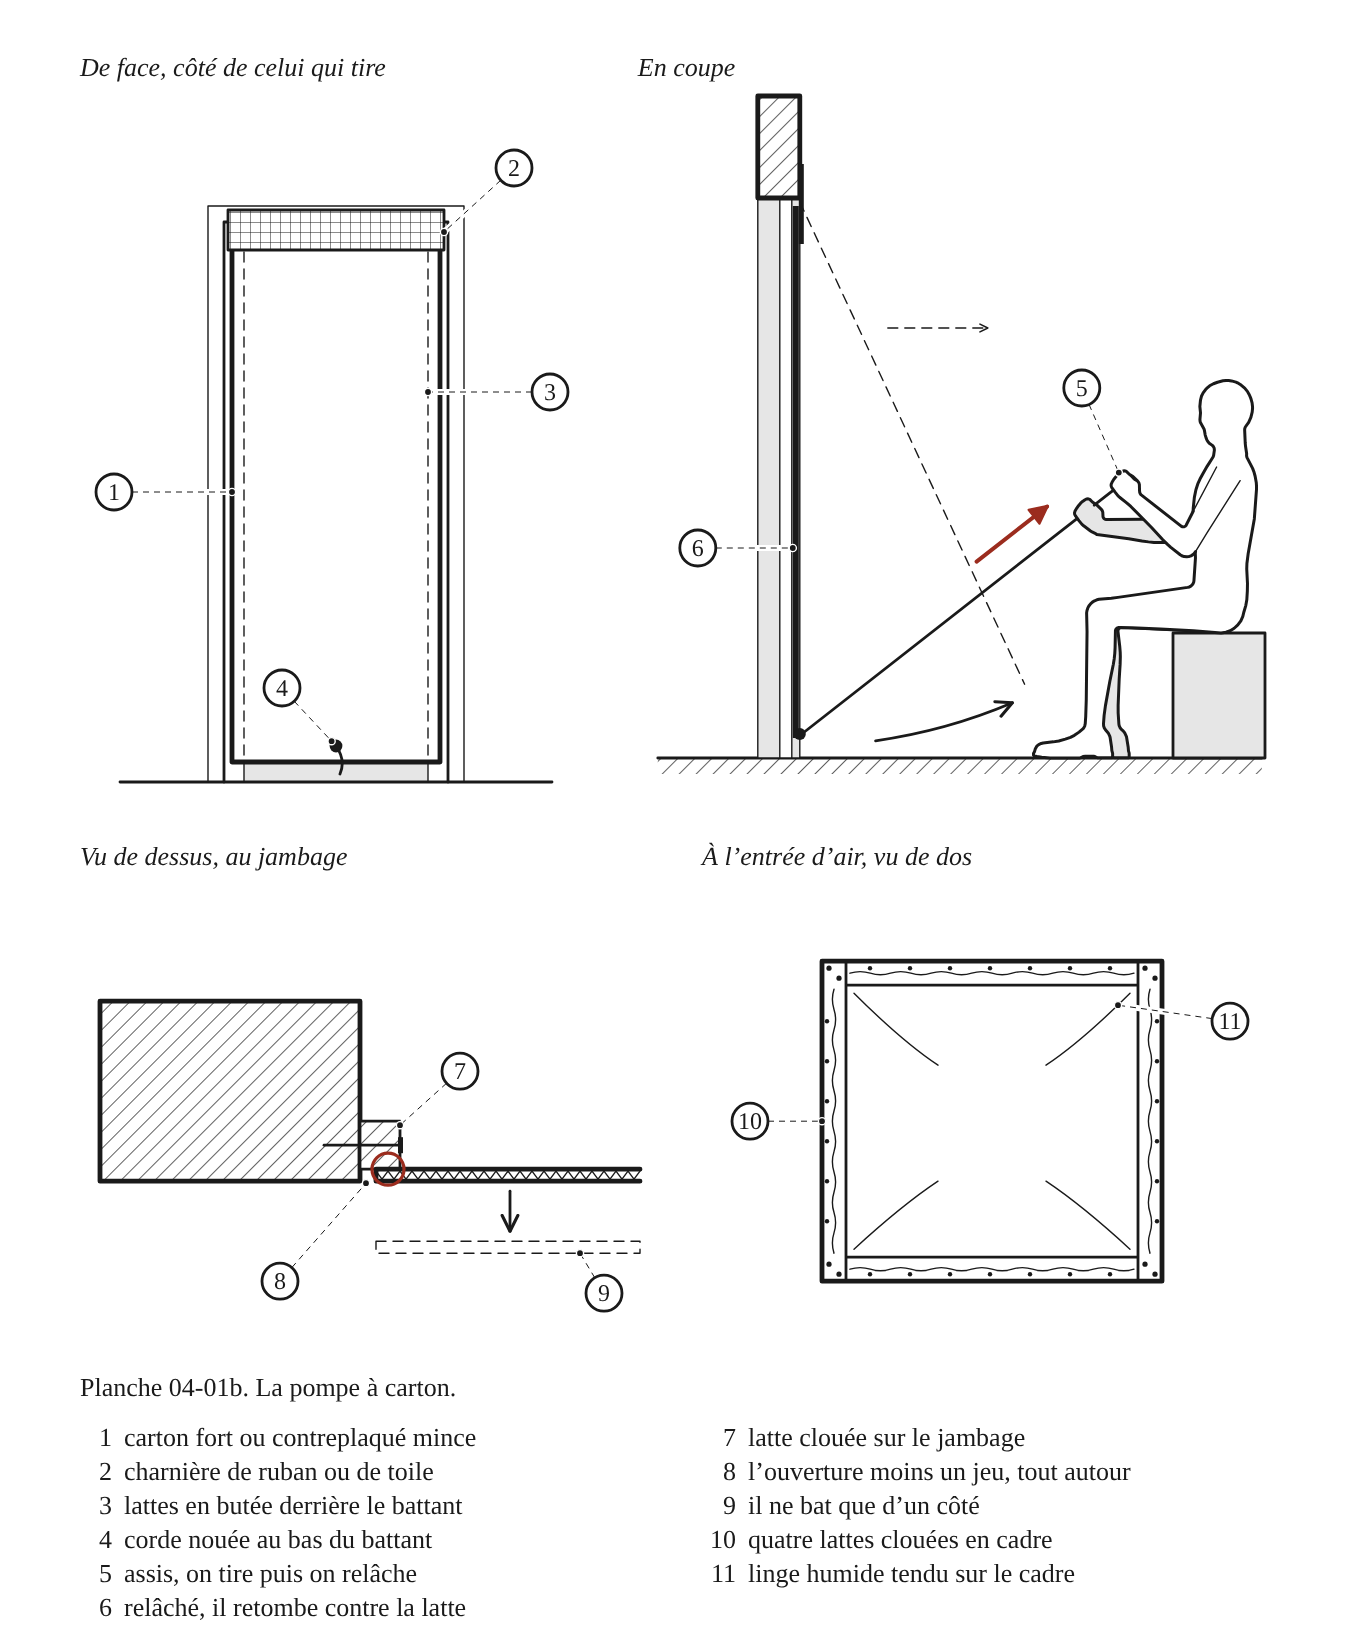 De face, côté de celui qui tire
En coupe
2
5
3
1
6
4
Vu de dessus, au jambage
À l’entrée d’air, vu de dos
11
7
10
8
9
Planche 04-01b. La pompe à carton.
1 carton fort ou contreplaqué mince
2 charnière de ruban ou de toile
3 lattes en butée derrière le battant
4 corde nouée au bas du battant
5 assis, on tire puis on relâche
6 relâché, il retombe contre la latte
7 latte clouée sur le jambage
8 l’ouverture moins un jeu, tout autour
9 il ne bat que d’un côté
10 quatre lattes clouées en cadre
11 linge humide tendu sur le cadre